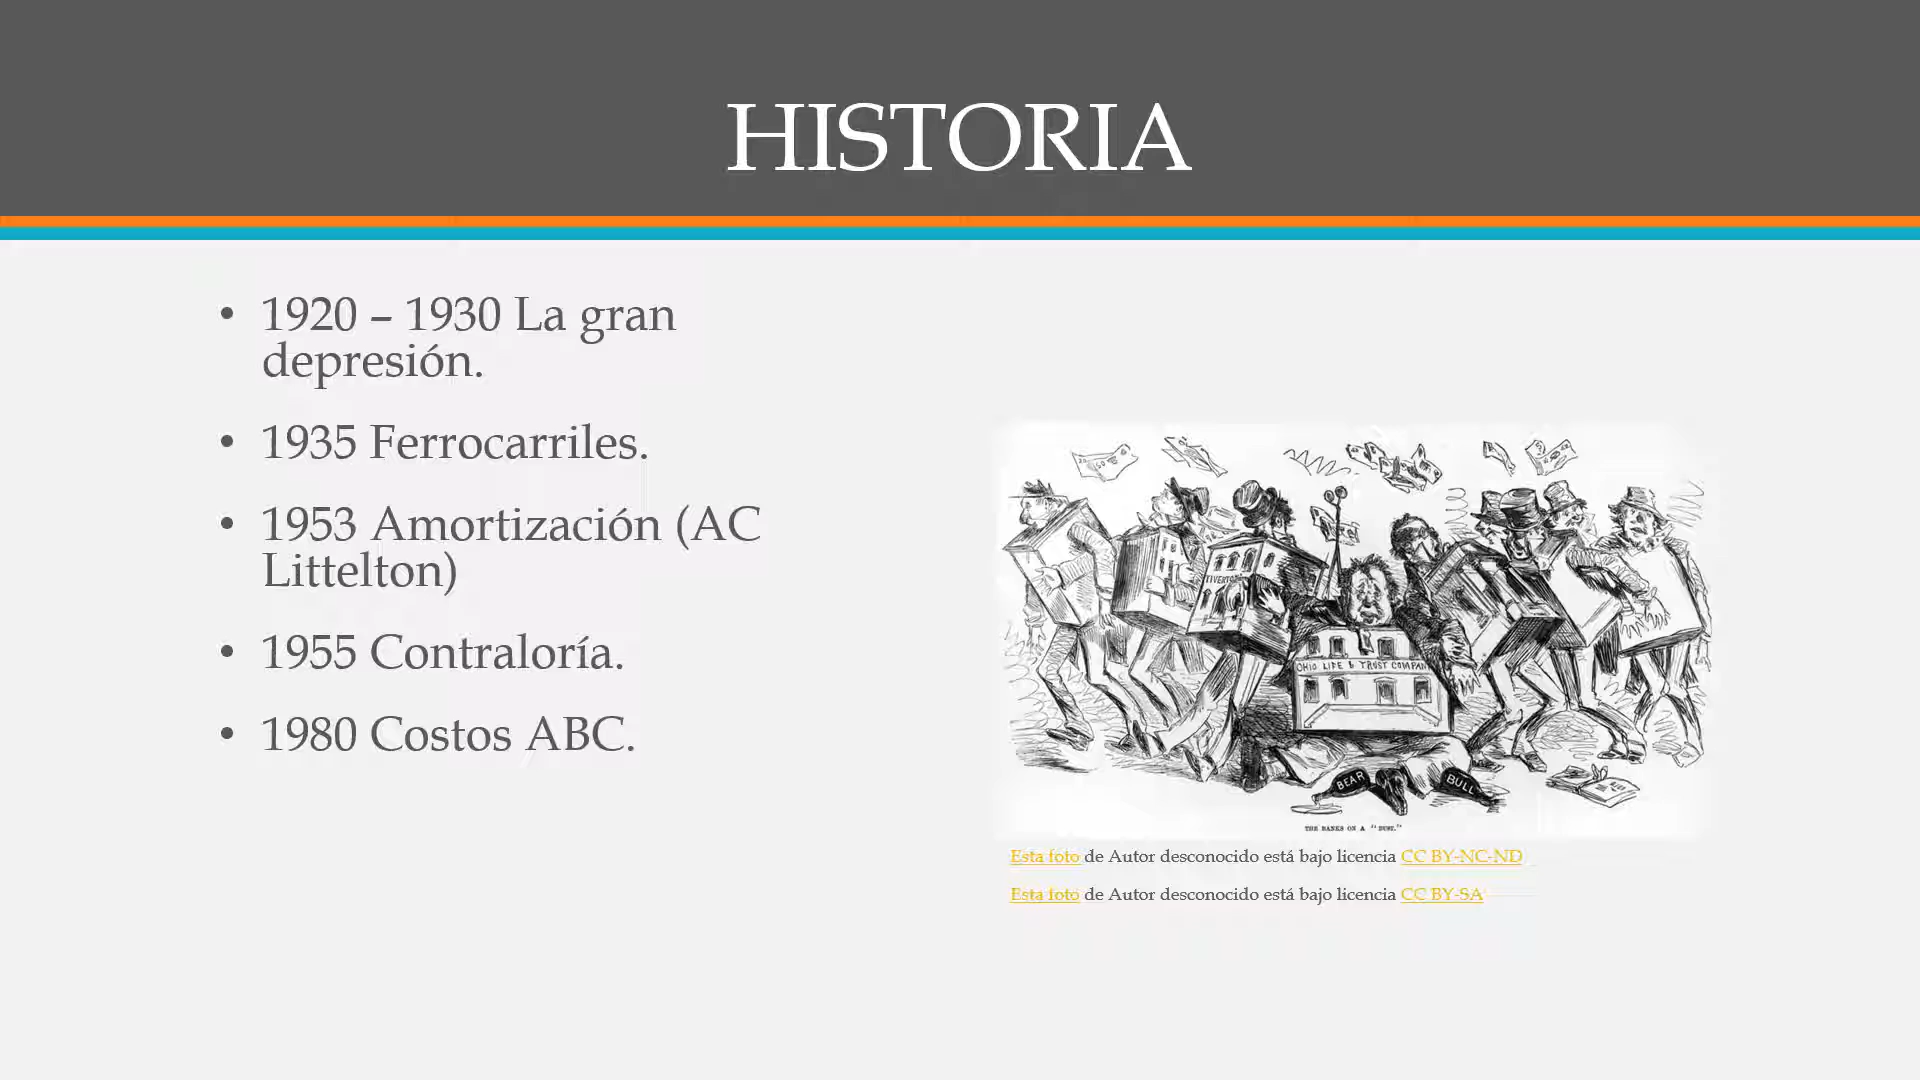 HISTORIA
• 1920 – 1930 La gran
depresión.
• 1935 Ferrocarriles.
• 1953 Amortización (AC
Littelton)
• 1955 Contraloría.
• 1980 Costos ABC.
TIVERTON
OHIO LIFE & TRUST COMPAN
BEAR
BULL
THE BANKS ON A "BUST."
Esta foto de Autor desconocido está bajo licencia CC BY-NC-ND
Esta foto de Autor desconocido está bajo licencia CC BY-SA